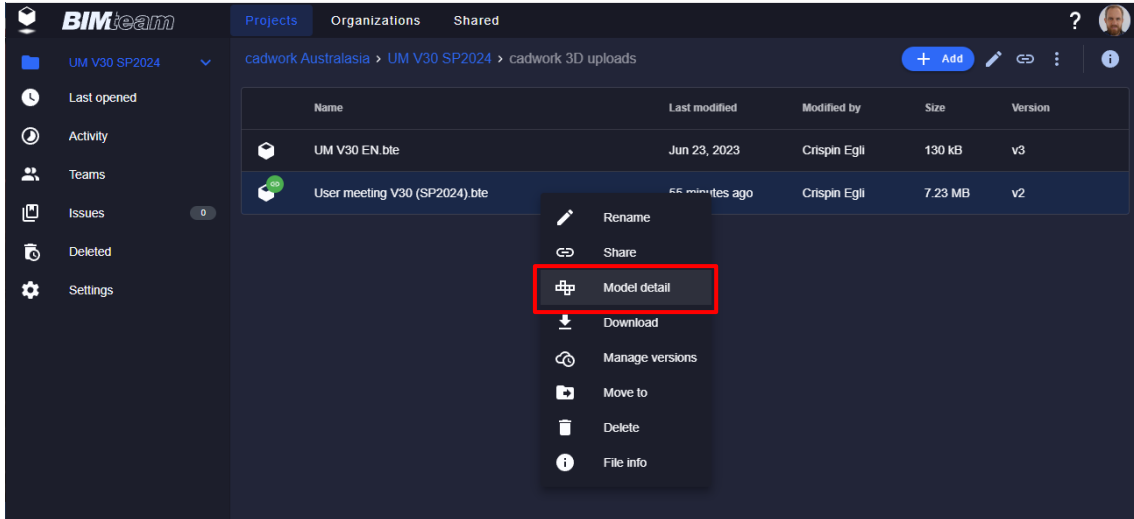 BIMteam Projects Organizations Shared ?
UM V30 SP2024
cadwork Australasia › UM V30 SP2024 › cadwork 3D uploads
+ Add
Last opened
Activity
Teams
Issues 0
Deleted
Settings
Name Last modified Modified by Size Version
UM V30 EN.bte Jun 23, 2023 Crispin Egli 130 kB v3
User meeting V30 (SP2024).bte 55 minutes ago Crispin Egli 7.23 MB v2
Rename
Share
Model detail
Download
Manage versions
Move to
Delete
File info